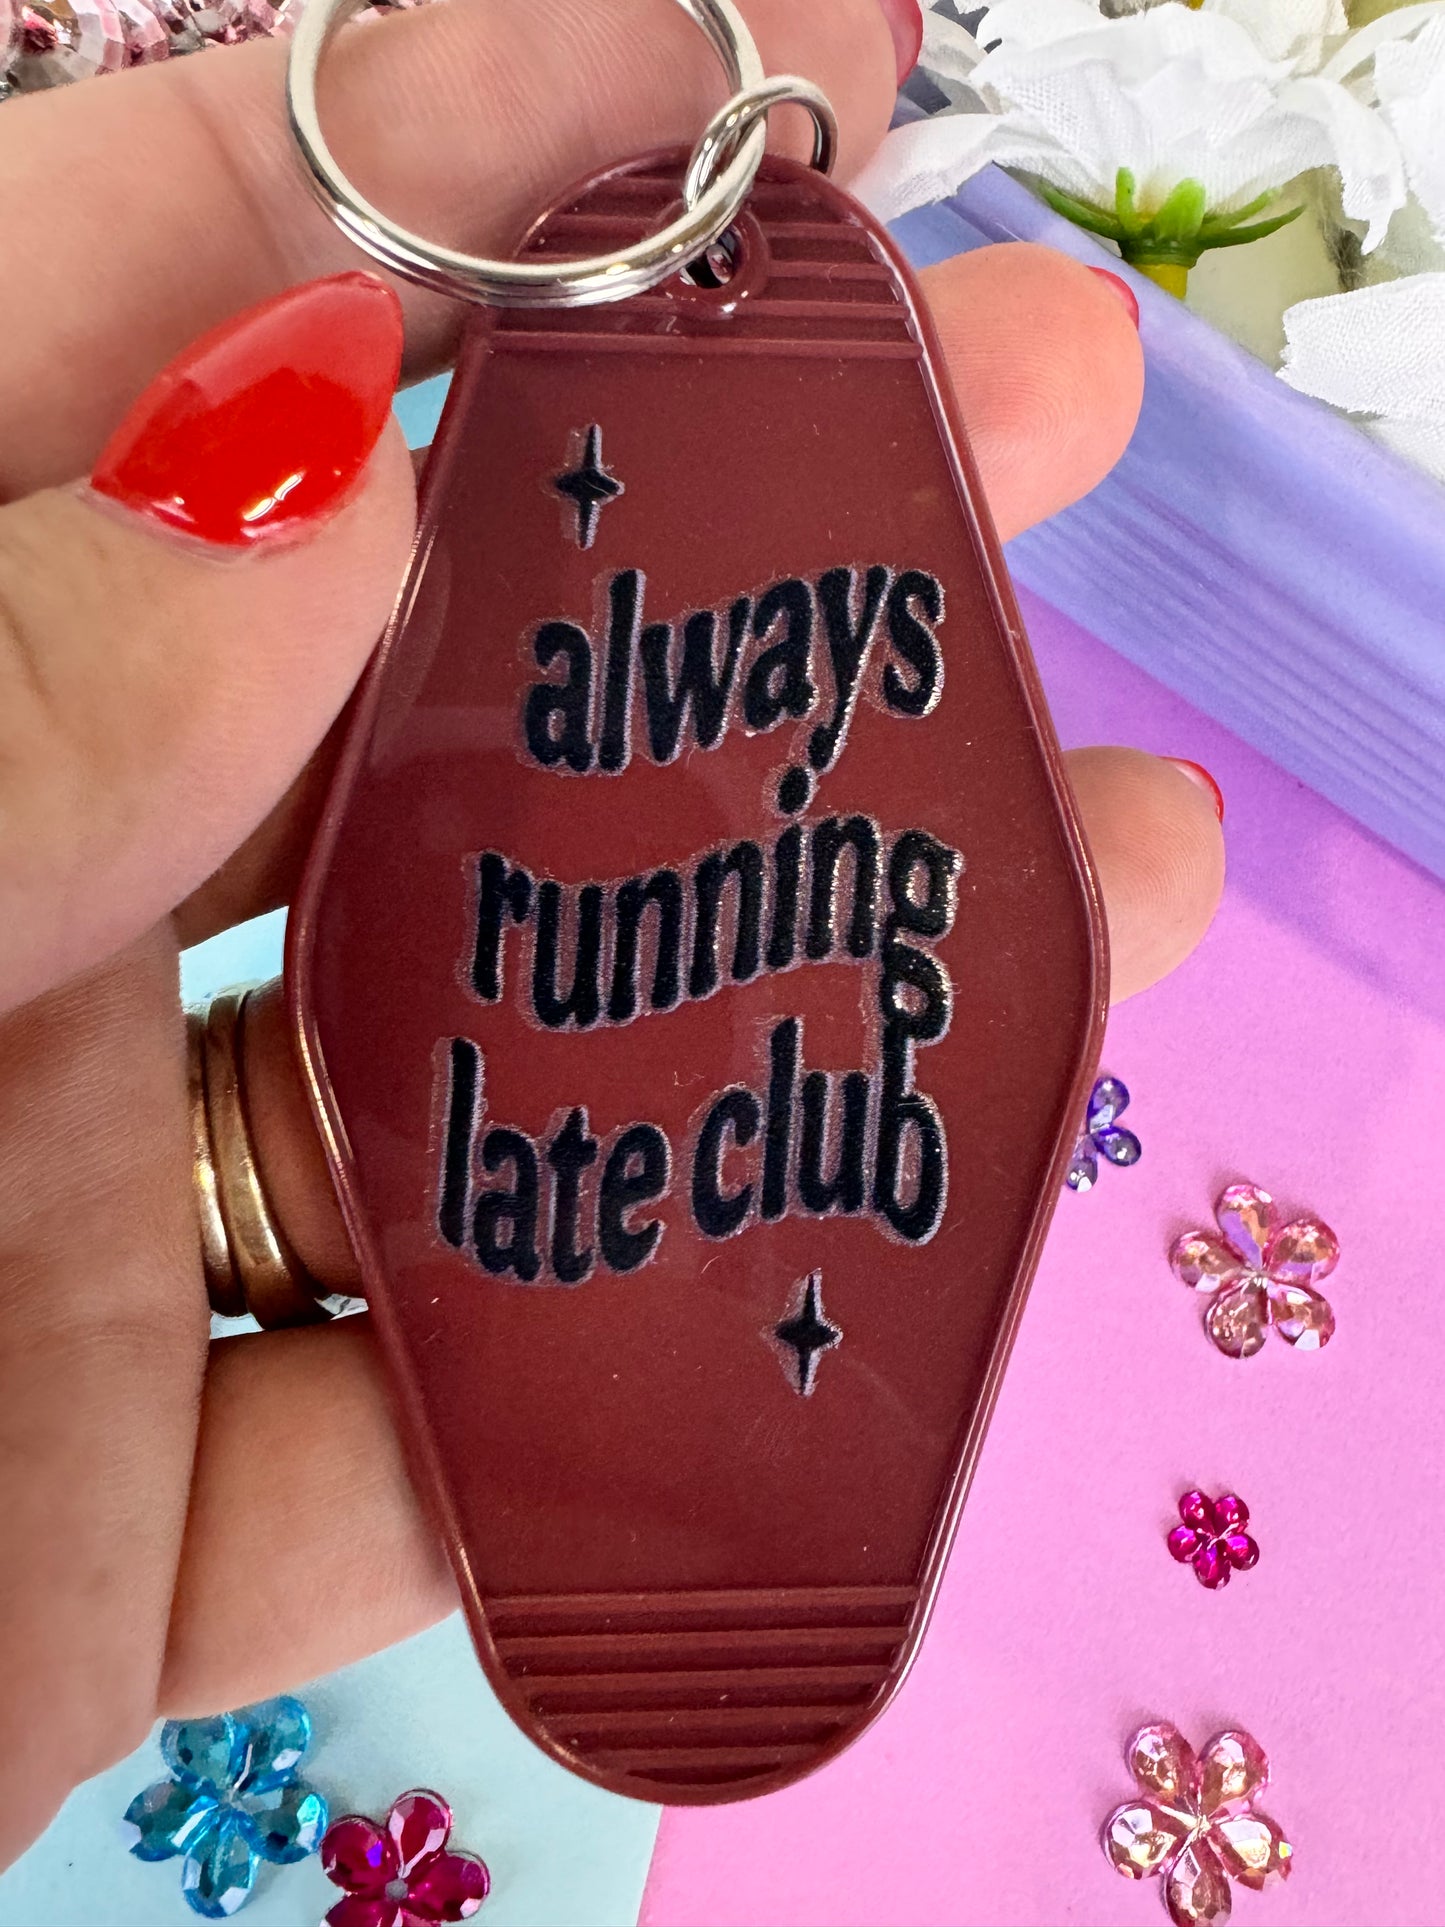 always
running
late club